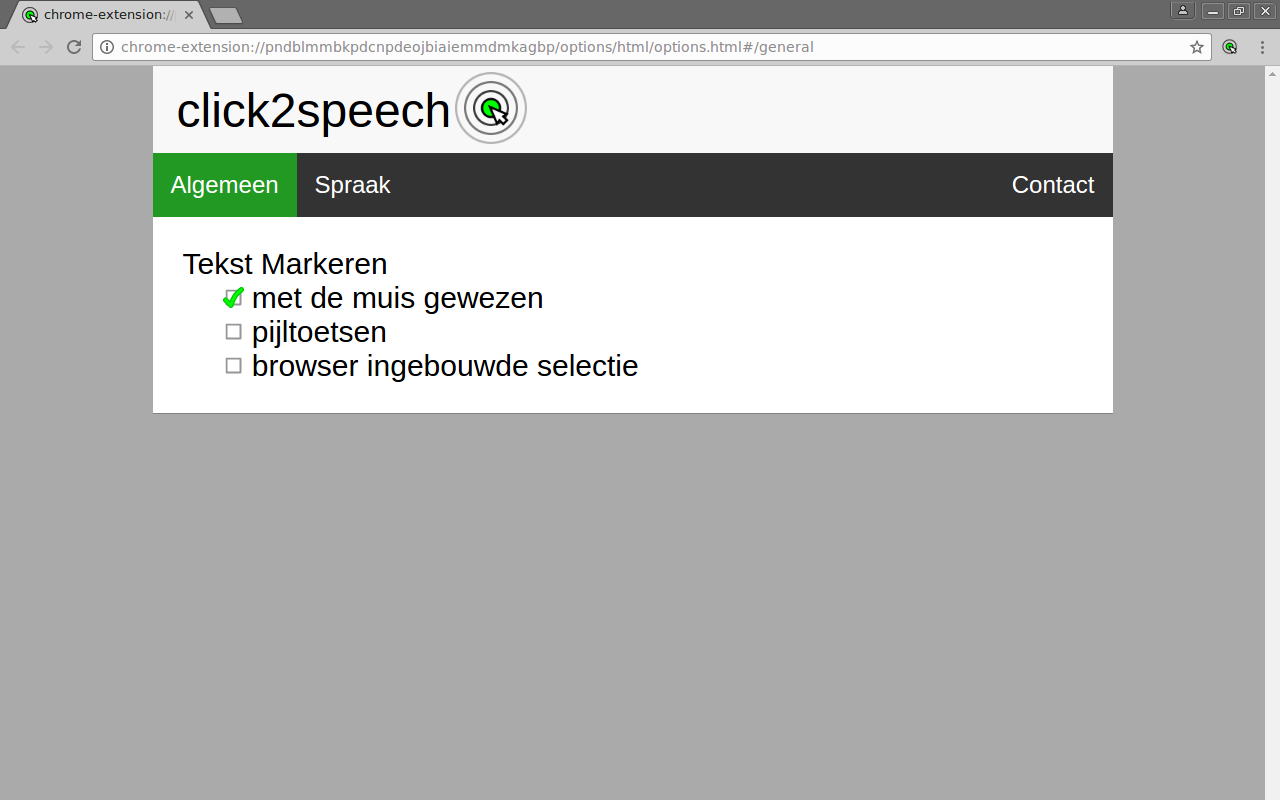 chrome-extension://
chrome-extension://pndblmmbkpdcnpdeojbiaiemmdmkagbp/options/html/options.html#/general
click2speech
Algemeen Spraak Contact
Tekst Markeren
met de muis gewezen
pijltoetsen
browser ingebouwde selectie